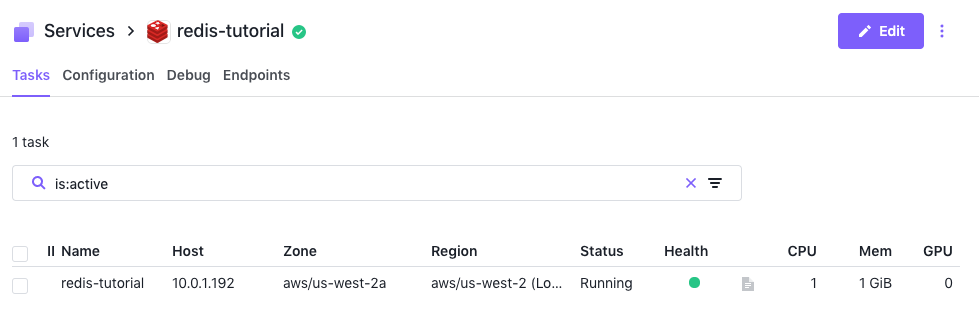 Services > redis-tutorial
Edit
Tasks Configuration Debug Endpoints
1 task
is:active
Name Host Zone Region Status Health CPU Mem GPU
redis-tutorial 10.0.1.192 aws/us-west-2a aws/us-west-2 (Lo... Running 1 1 GiB 0